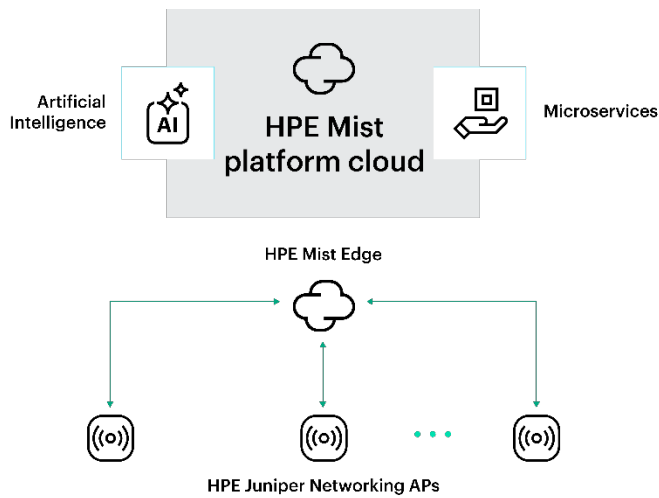 Artificial
Intelligence
AI
HPE Mist
platform cloud
Microservices
HPE Mist Edge
HPE Juniper Networking APs